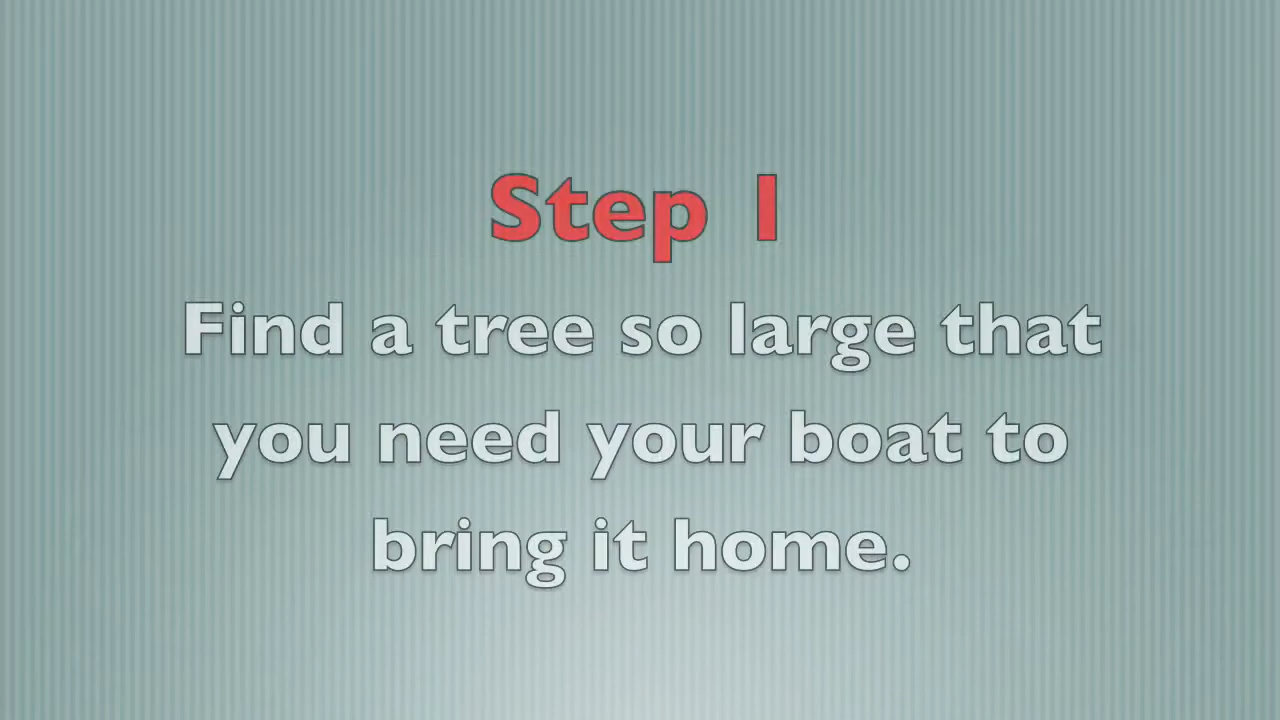 Step 1
Find a tree so large that
you need your boat to
bring it home.